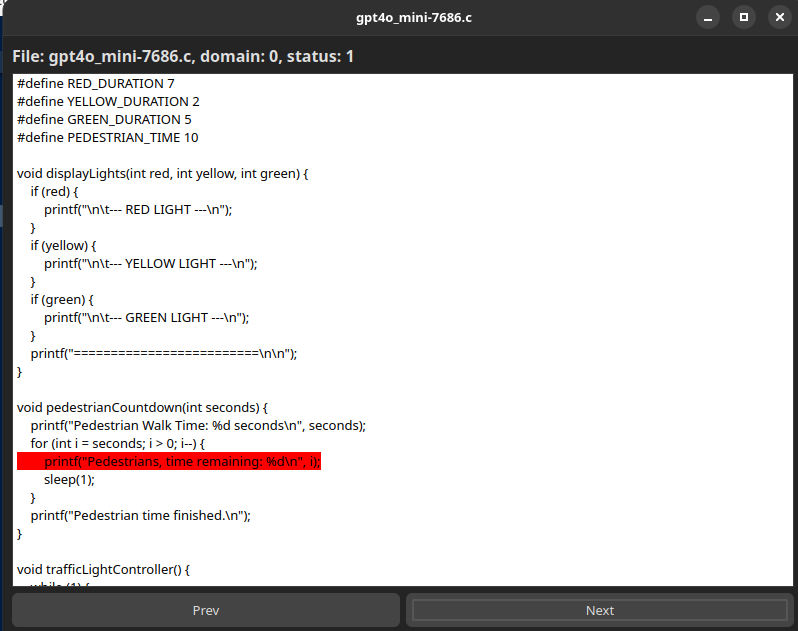 gpt4o_mini-7686.c
File: gpt4o_mini-7686.c, domain: 0, status: 1
#define RED_DURATION 7
#define YELLOW_DURATION 2
#define GREEN_DURATION 5
#define PEDESTRIAN_TIME 10

void displayLights(int red, int yellow, int green) {
    if (red) {
        printf("\n\t--- RED LIGHT ---\n");
    }
    if (yellow) {
        printf("\n\t--- YELLOW LIGHT ---\n");
    }
    if (green) {
        printf("\n\t--- GREEN LIGHT ---\n");
    }
    printf("=========================\n\n");
}

void pedestrianCountdown(int seconds) {
    printf("Pedestrian Walk Time: %d seconds\n", seconds);
    for (int i = seconds; i > 0; i--) {
        printf("Pedestrians, time remaining: %d\n", i);
        sleep(1);
    }
    printf("Pedestrian time finished.\n");
}

void trafficLightController() {
    while (1) {
Prev
Next